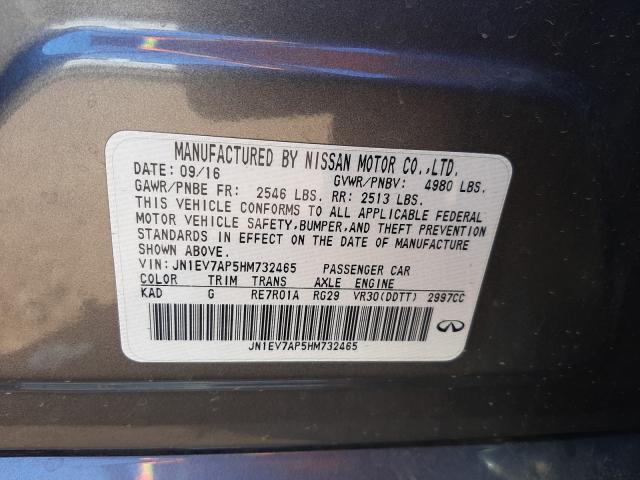 MANUFACTURED BY NISSAN MOTOR CO.,LTD.
DATE: 09/16 GVWR/PNBV: 4980 LBS.
GAWR/PNBE FR: 2546 LBS. RR: 2513 LBS.
THIS VEHICLE CONFORMS TO ALL APPLICABLE FEDERAL
MOTOR VEHICLE SAFETY,BUMPER,AND THEFT PREVENTION
STANDARDS IN EFFECT ON THE DATE OF MANUFACTURE
SHOWN ABOVE.
VIN: JN1EV7AP5HM732465 PASSENGER CAR
COLOR TRIM TRANS AXLE ENGINE
KAD G RE7R01A RG29 VR30(DDTT) 2997CC
JN1EV7AP5HM732465